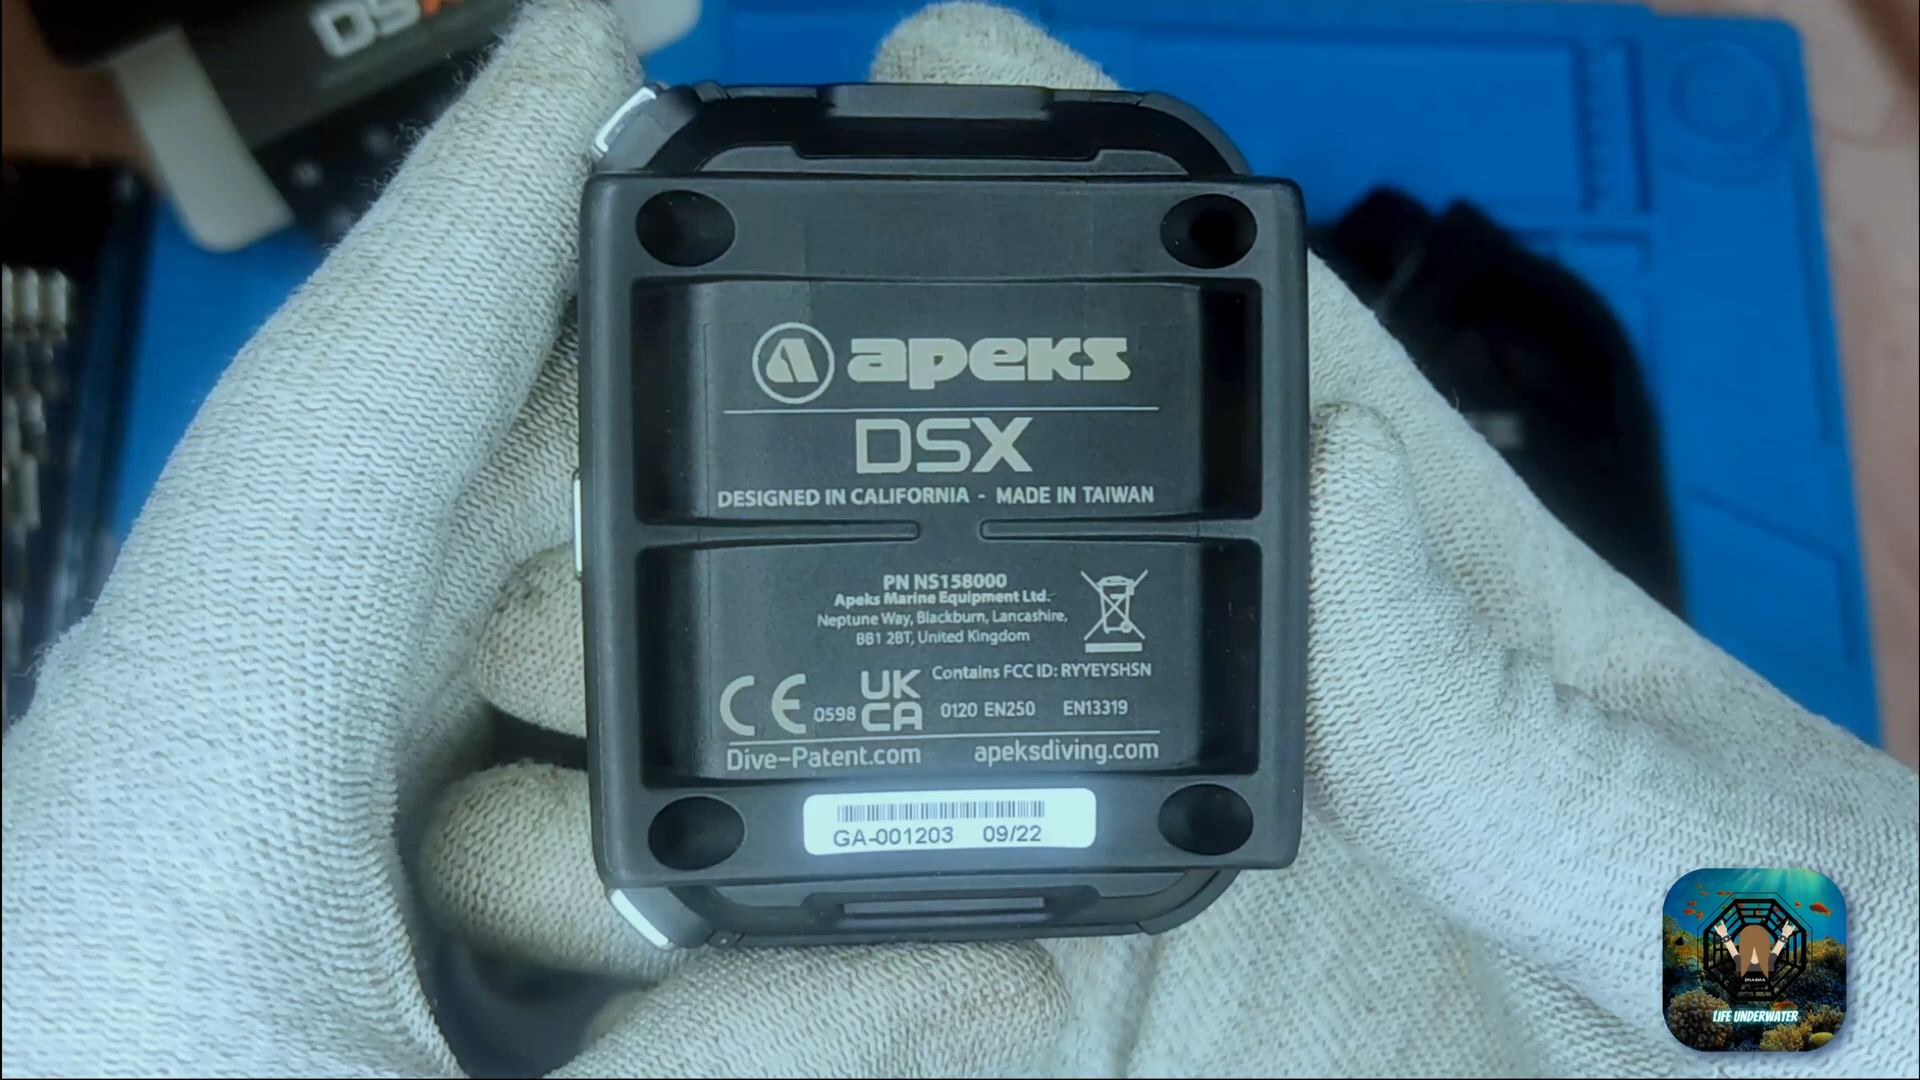 DSX
apeks
DSX
DESIGNED IN CALIFORNIA - MADE IN TAIWAN
PN NS158000
Apeks Marine Equipment Ltd.
Neptune Way, Blackburn, Lancashire,
BB1 2BT, United Kingdom
Contains FCC ID: RYYEYSHSN
CE 0598 UK CA 0120 EN250 EN13319
Dive-Patent.com apeksdiving.com
GA-001203 09/22
DHARMA
LIFE UNDERWATER